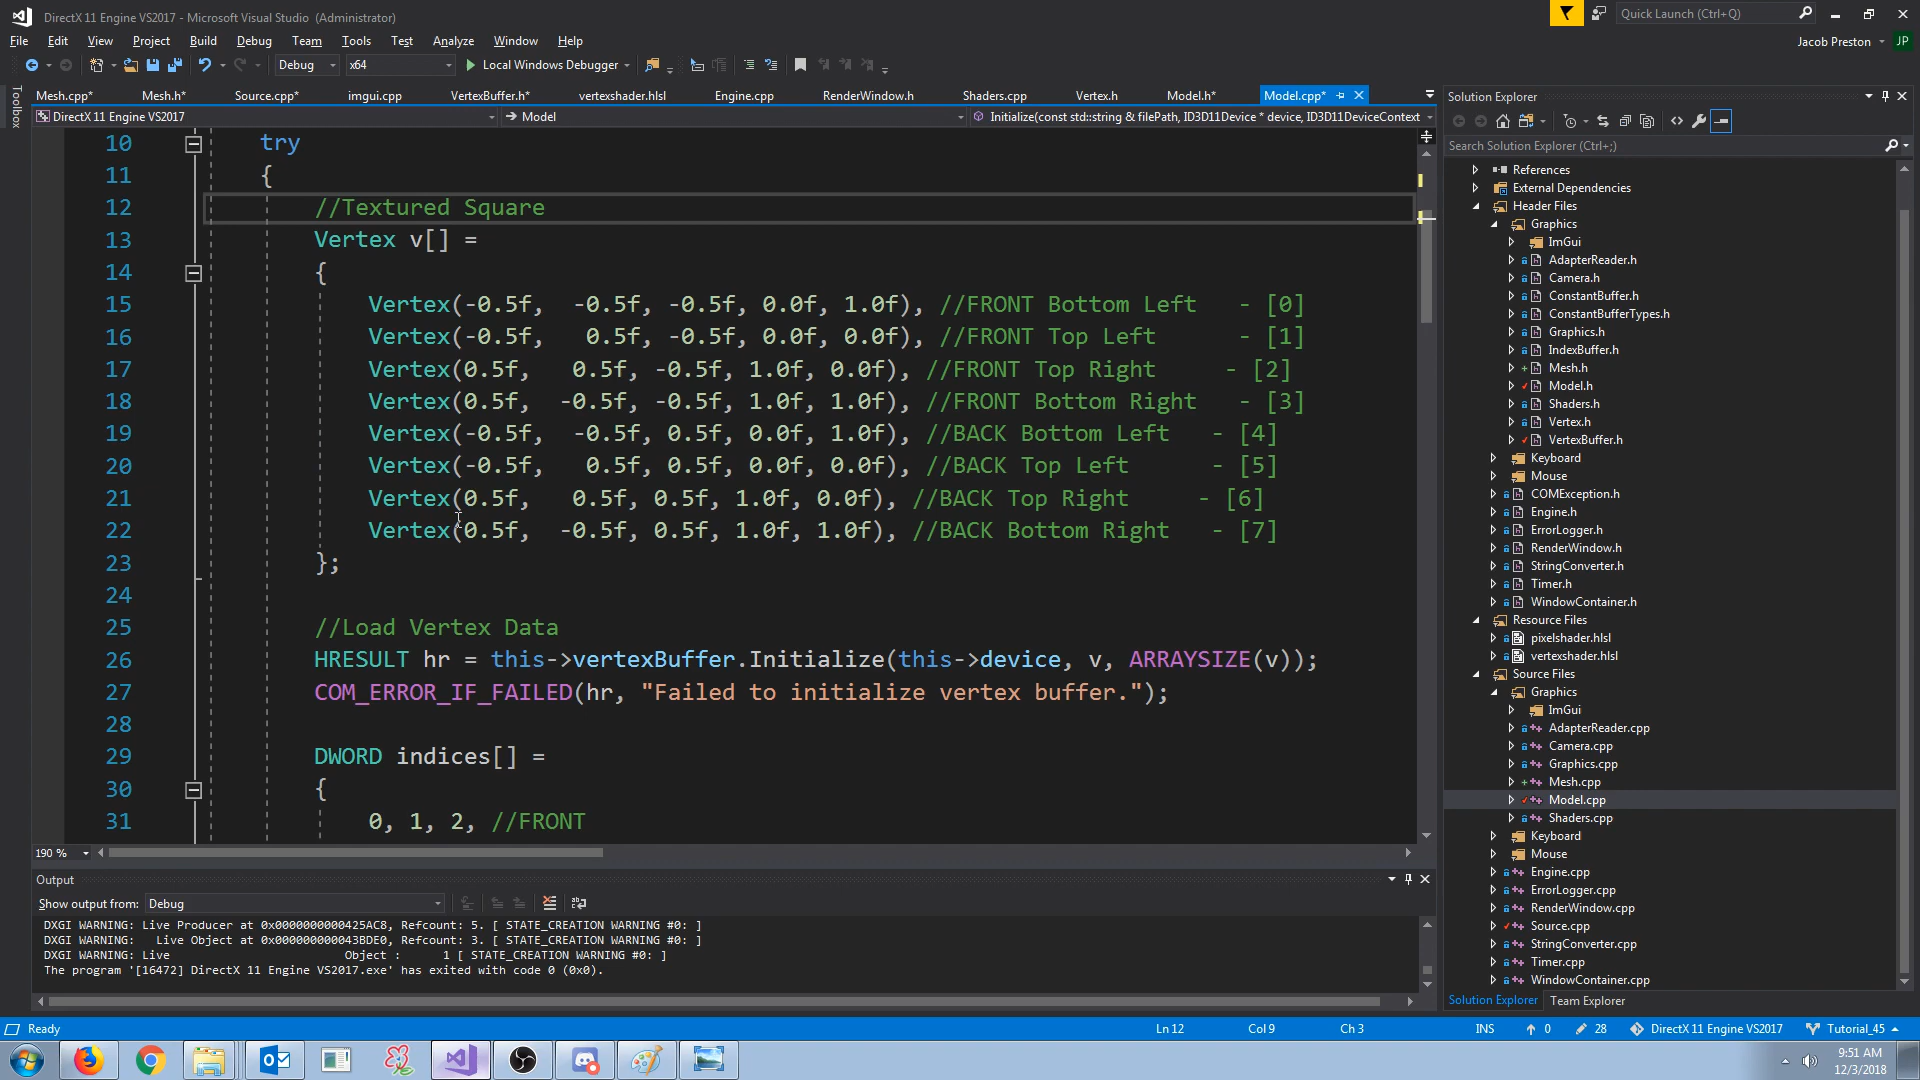 DirectX 11 Engine VS2017 - Microsoft Visual Studio (Administrator)
Quick Launch (Ctrl+Q)
File Edit View Project Build Debug Team Tools Test Analyze Window Help
Jacob Preston JP
Debug x64 Local Windows Debugger
Toolbox
Mesh.cpp* Mesh.h* Source.cpp* imgui.cpp VertexBuffer.h* vertexshader.hlsl Engine.cpp RenderWindow.h Shaders.cpp Vertex.h Model.h* Model.cpp*
DirectX 11 Engine VS2017 Model Initialize(const std::string & filePath, ID3D11Device * device, ID3D11DeviceContext
10 try
11 {
12 //Textured Square
13 Vertex v[] =
14 {
15 Vertex(-0.5f, -0.5f, -0.5f, 0.0f, 1.0f), //FRONT Bottom Left - [0]
16 Vertex(-0.5f, 0.5f, -0.5f, 0.0f, 0.0f), //FRONT Top Left - [1]
17 Vertex(0.5f, 0.5f, -0.5f, 1.0f, 0.0f), //FRONT Top Right - [2]
18 Vertex(0.5f, -0.5f, -0.5f, 1.0f, 1.0f), //FRONT Bottom Right - [3]
19 Vertex(-0.5f, -0.5f, 0.5f, 0.0f, 1.0f), //BACK Bottom Left - [4]
20 Vertex(-0.5f, 0.5f, 0.5f, 0.0f, 0.0f), //BACK Top Left - [5]
21 Vertex(0.5f, 0.5f, 0.5f, 1.0f, 0.0f), //BACK Top Right - [6]
22 Vertex(0.5f, -0.5f, 0.5f, 1.0f, 1.0f), //BACK Bottom Right - [7]
23 };
24
25 //Load Vertex Data
26 HRESULT hr = this->vertexBuffer.Initialize(this->device, v, ARRAYSIZE(v));
27 COM_ERROR_IF_FAILED(hr, "Failed to initialize vertex buffer.");
28
29 DWORD indices[] =
30 {
31 0, 1, 2, //FRONT
190 %
Output
Show output from: Debug
DXGI WARNING: Live Producer at 0x0000000000425AC8, Refcount: 5. [ STATE_CREATION WARNING #0: ]
DXGI WARNING: Live Object at 0x000000000043BDE0, Refcount: 3. [ STATE_CREATION WARNING #0: ]
DXGI WARNING: Live Object : 1 [ STATE_CREATION WARNING #0: ]
The program '[16472] DirectX 11 Engine VS2017.exe' has exited with code 0 (0x0).
Solution Explorer
Search Solution Explorer (Ctrl+;)
References
External Dependencies
Header Files
Graphics
ImGui
AdapterReader.h
Camera.h
ConstantBuffer.h
ConstantBufferTypes.h
Graphics.h
IndexBuffer.h
Mesh.h
Model.h
Shaders.h
Vertex.h
VertexBuffer.h
Keyboard
Mouse
COMException.h
Engine.h
ErrorLogger.h
RenderWindow.h
StringConverter.h
Timer.h
WindowContainer.h
Resource Files
pixelshader.hlsl
vertexshader.hlsl
Source Files
Graphics
ImGui
AdapterReader.cpp
Camera.cpp
Graphics.cpp
Mesh.cpp
Model.cpp
Shaders.cpp
Keyboard
Mouse
Engine.cpp
ErrorLogger.cpp
RenderWindow.cpp
Source.cpp
StringConverter.cpp
Timer.cpp
WindowContainer.cpp
Solution Explorer Team Explorer
Ready Ln 12 Col 9 Ch 3 INS 0 28 DirectX 11 Engine VS2017 Tutorial_45
9:51 AM
12/3/2018